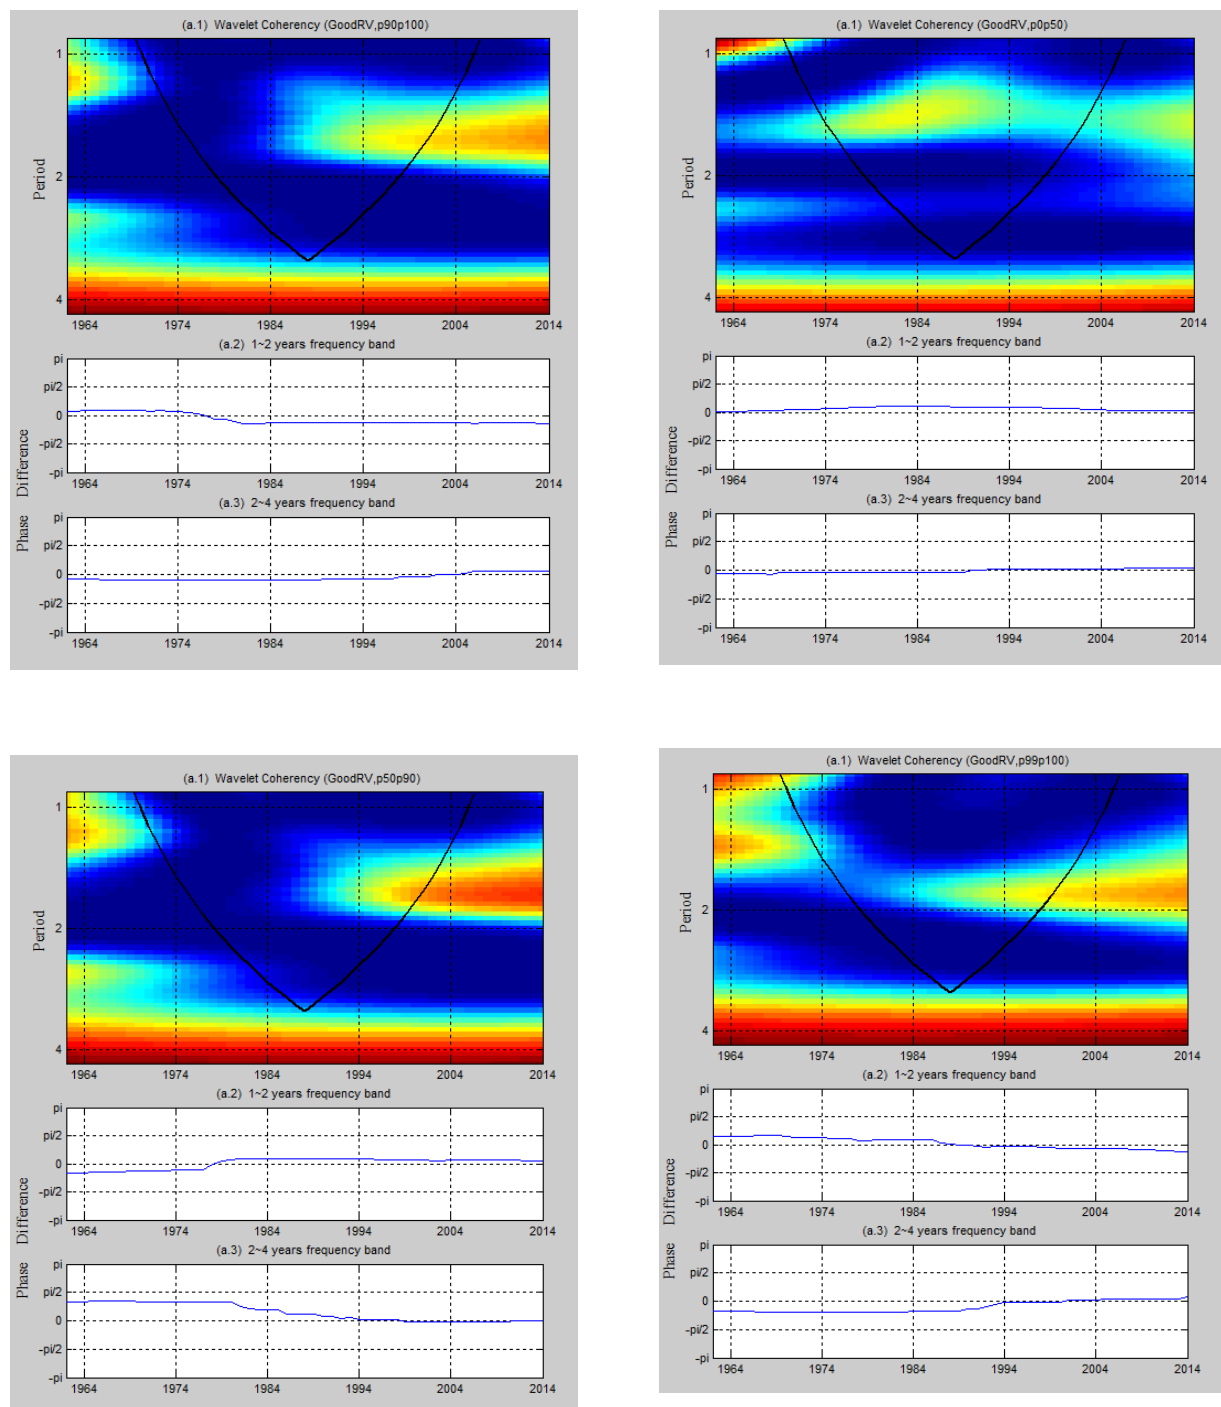 (a.1) Wavelet Coherency (GoodRV,p90p100)
1
2
4
Period
1964 1974 1984 1994 2004 2014
(a.2) 1~2 years frequency band
pi
pi/2
0
-pi/2
-pi
1964 1974 1984 1994 2004 2014
(a.3) 2~4 years frequency band
pi
pi/2
0
-pi/2
-pi
1964 1974 1984 1994 2004 2014
Phase Difference
(a.1) Wavelet Coherency (GoodRV,p0p50)
1
2
4
Period
1964 1974 1984 1994 2004 2014
(a.2) 1~2 years frequency band
pi
pi/2
0
-pi/2
-pi
1964 1974 1984 1994 2004 2014
(a.3) 2~4 years frequency band
pi
pi/2
0
-pi/2
-pi
1964 1974 1984 1994 2004 2014
Phase Difference
(a.1) Wavelet Coherency (GoodRV,p50p90)
1
2
4
Period
1964 1974 1984 1994 2004 2014
(a.2) 1~2 years frequency band
pi
pi/2
0
-pi/2
-pi
1964 1974 1984 1994 2004 2014
(a.3) 2~4 years frequency band
pi
pi/2
0
-pi/2
-pi
1964 1974 1984 1994 2004 2014
Phase Difference
(a.1) Wavelet Coherency (GoodRV,p99p100)
1
2
4
Period
1964 1974 1984 1994 2004 2014
(a.2) 1~2 years frequency band
pi
pi/2
0
-pi/2
-pi
1964 1974 1984 1994 2004 2014
(a.3) 2~4 years frequency band
pi
pi/2
0
-pi/2
-pi
1964 1974 1984 1994 2004 2014
Phase Difference